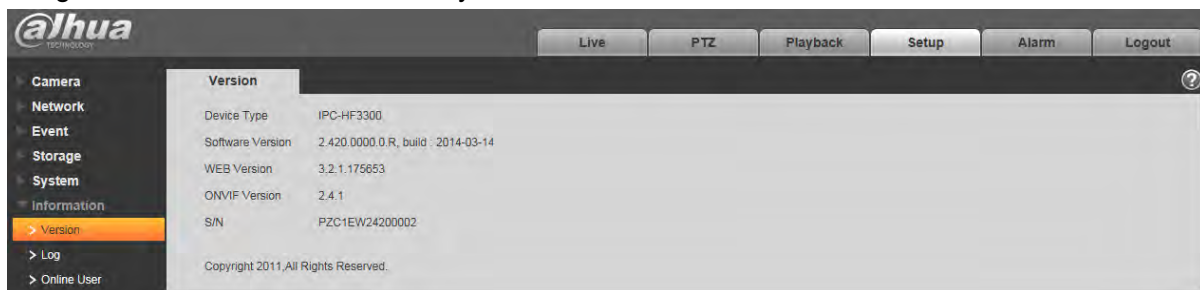 alhua
TECHNOLOGY
Live PTZ Playback Setup Alarm Logout
Camera
Network
Event
Storage
System
Information
> Version
> Log
> Online User
Version
?
Device Type IPC-HF3300
Software Version 2.420.0000.0.R, build : 2014-03-14
WEB Version 3.2.1.175653
ONVIF Version 2.4.1
S/N PZC1EW24200002
Copyright 2011,All Rights Reserved.